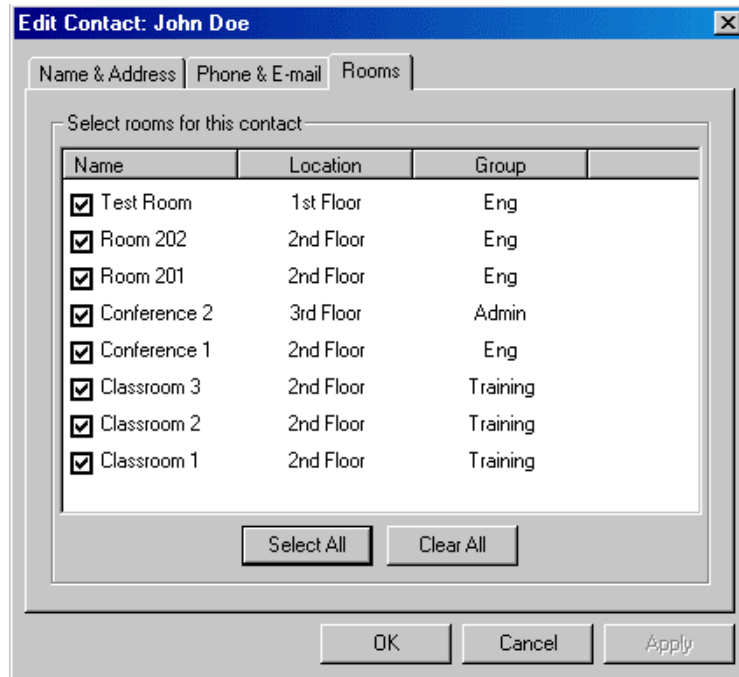 Edit Contact: John Doe
Name & Address Phone & E-mail Rooms
Select rooms for this contact
Name Location Group
Test Room 1st Floor Eng
Room 202 2nd Floor Eng
Room 201 2nd Floor Eng
Conference 2 3rd Floor Admin
Conference 1 2nd Floor Eng
Classroom 3 2nd Floor Training
Classroom 2 2nd Floor Training
Classroom 1 2nd Floor Training
Select All Clear All
OK Cancel Apply